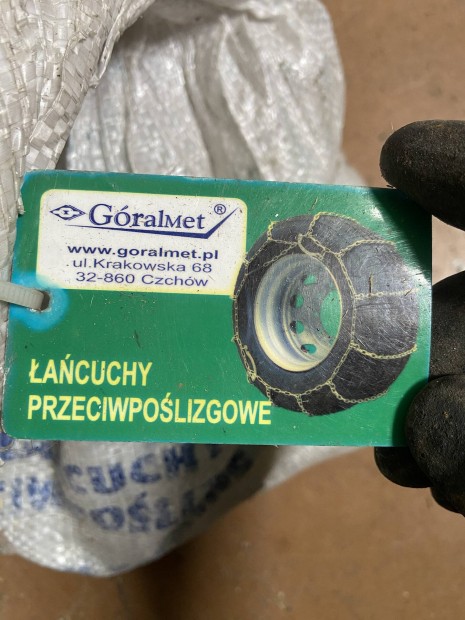 GóralMet®
www.goralmet.pl
ul.Krakowska 68
32-860 Czchów
ŁAŃCUCHY
PRZECIWPOŚLIZGOWE